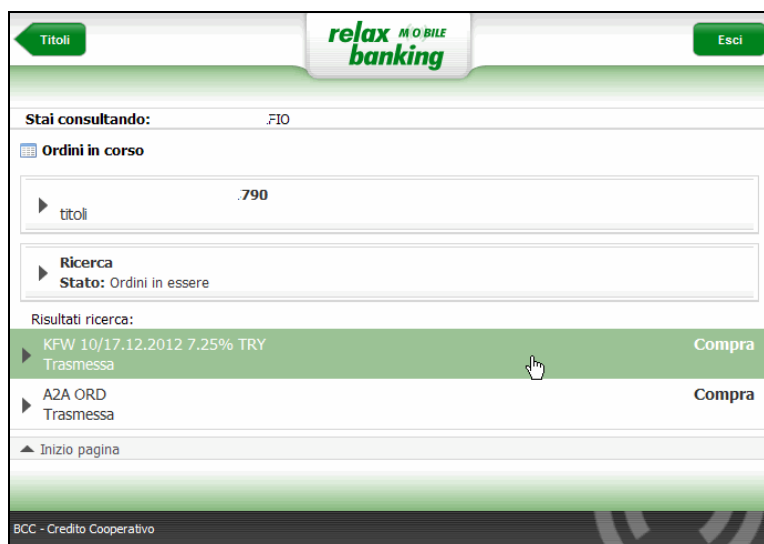 Titoli
relax MOBILE
banking
Esci
Stai consultando: .FIO
Ordini in corso
.790
titoli
Ricerca
Stato: Ordini in essere
Risultati ricerca:
KFW 10/17.12.2012 7.25% TRY Compra
Trasmessa
A2A ORD Compra
Trasmessa
Inizio pagina
BCC - Credito Cooperativo